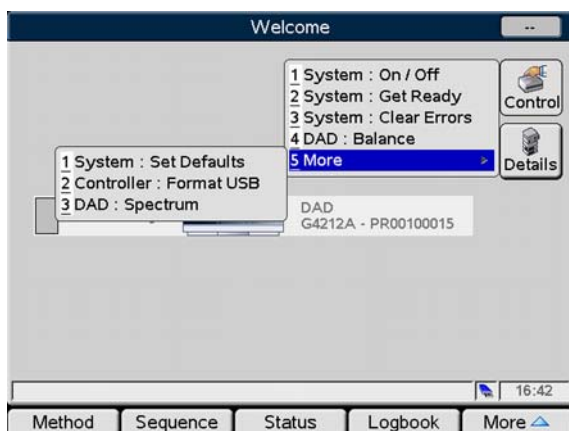 Welcome
--
1 System : On / Off
2 System : Get Ready
3 System : Clear Errors
4 DAD : Balance
5 More
Control
Details
1 System : Set Defaults
2 Controller : Format USB
3 DAD : Spectrum
DAD
G4212A - PR00100015
16:42
Method
Sequence
Status
Logbook
More